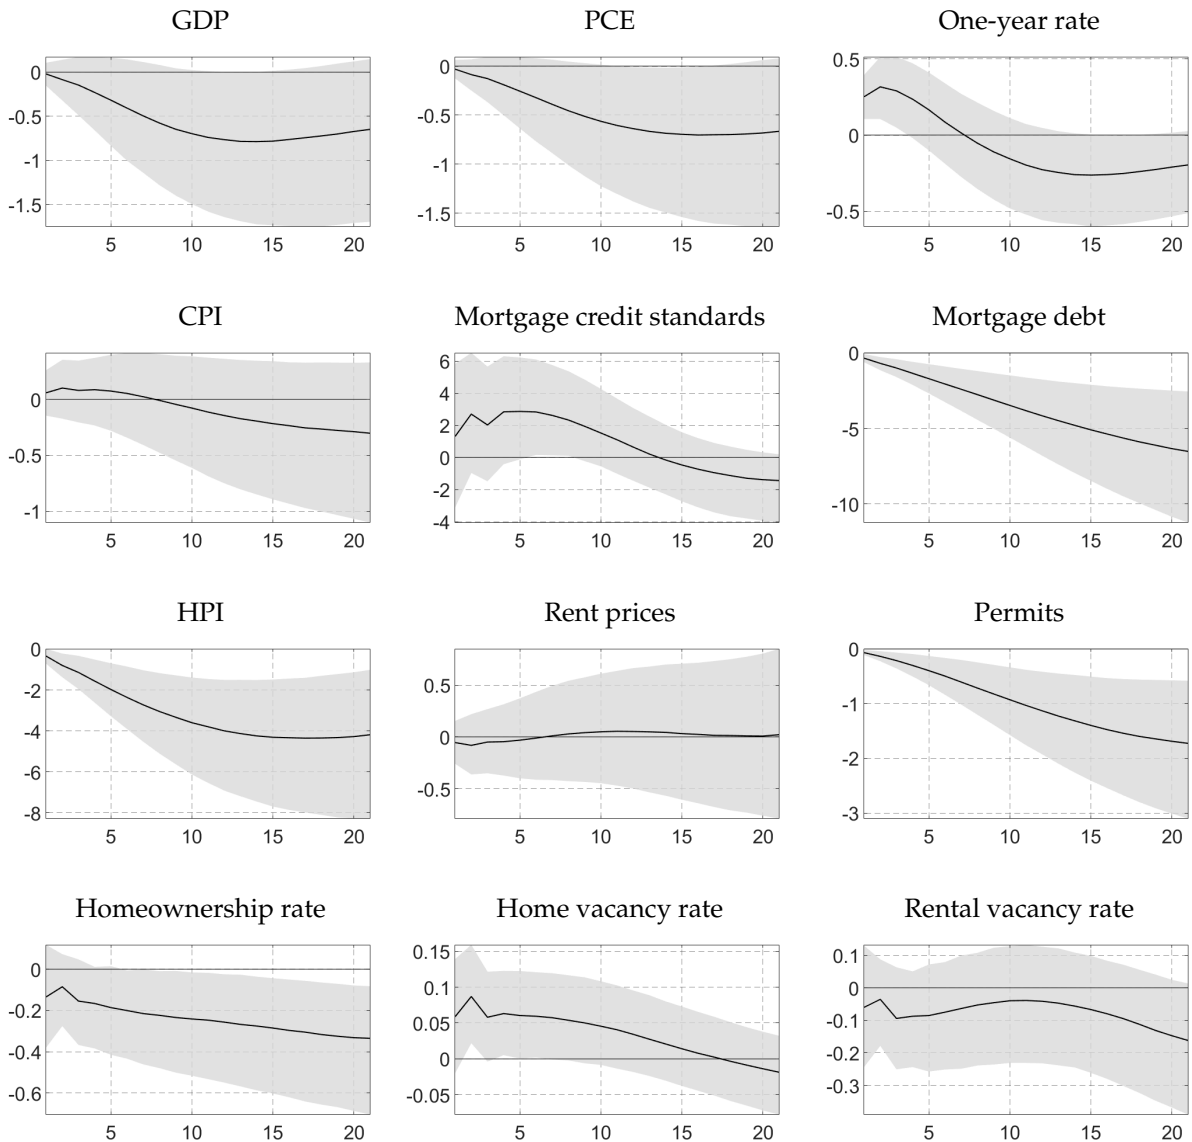 GDP PCE One-year rate
0 0 0.5
-0.5 -0.5 0
-1 -1 -0.5
-1.5 -1.5
5 10 15 20 5 10 15 20 5 10 15 20
CPI Mortgage credit standards Mortgage debt
0 6 0
-0.5 4 -5
-1 2 -10
0
-2
-4
5 10 15 20 5 10 15 20 5 10 15 20
HPI Rent prices Permits
0 0.5 0
-2 0 -1
-4 -0.5 -2
-6 -3
-8
5 10 15 20 5 10 15 20 5 10 15 20
Homeownership rate Home vacancy rate Rental vacancy rate
0 0.15 0.1
-0.2 0.1 0
-0.4 0.05 -0.1
-0.6 0 -0.2
-0.05 -0.3
5 10 15 20 5 10 15 20 5 10 15 20